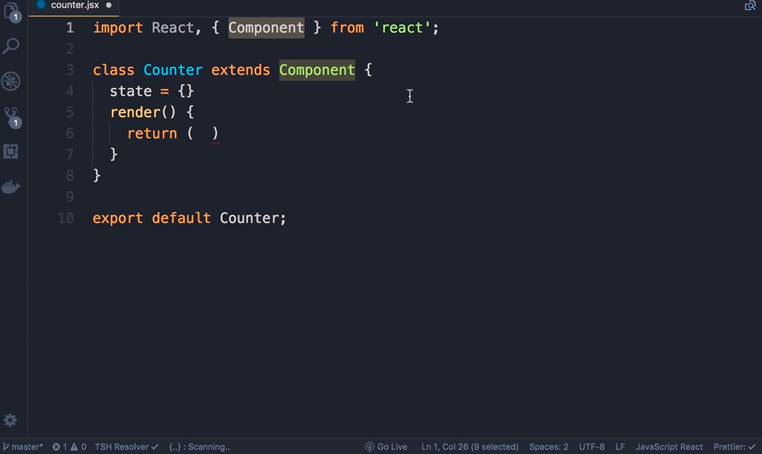 counter.jsx
1
1 import React, { Component } from 'react';
2
3 class Counter extends Component {
4 state = {}
5 render() {
6 return (  )
7 }
8 }
9
10 export default Counter;
1
master* 1 0 TSH Resolver {..} : Scanning.. Go Live Ln 1, Col 26 (9 selected) Spaces: 2 UTF-8 LF JavaScript React Prettier: